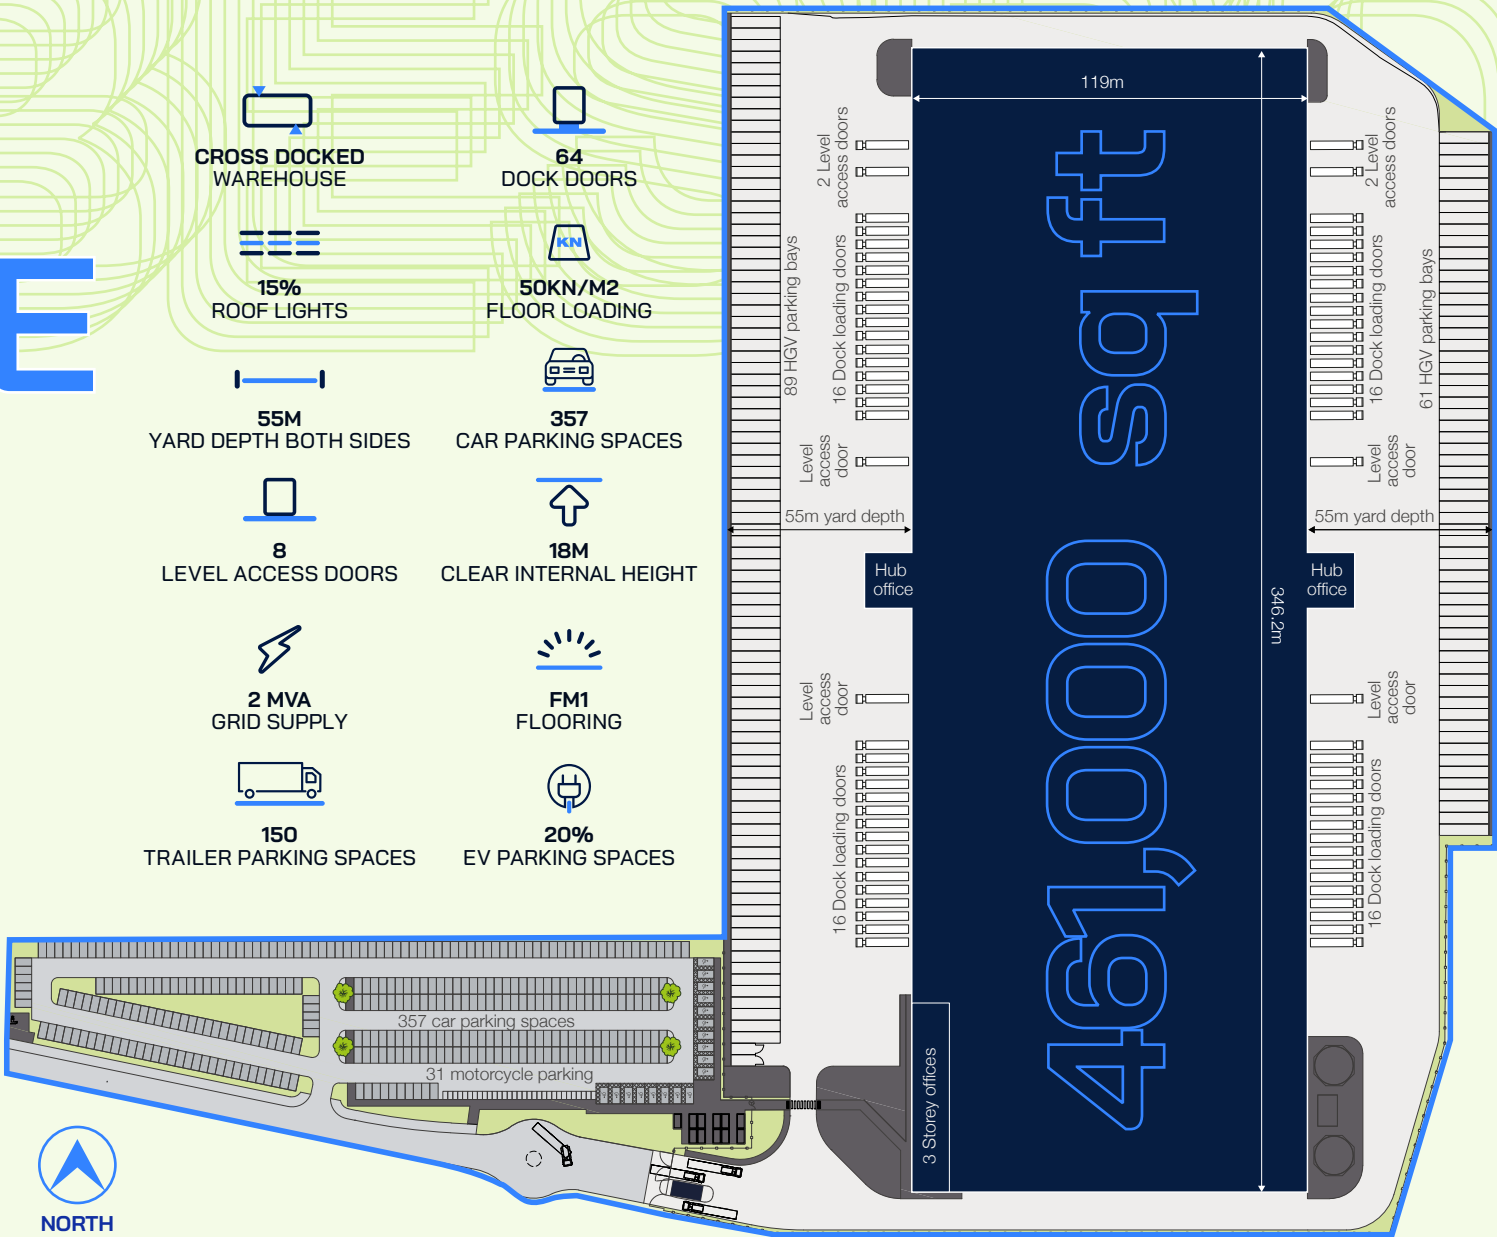 E
CROSS DOCKED
WAREHOUSE
64
DOCK DOORS
15%
ROOF LIGHTS
KN
50KN/M2
FLOOR LOADING
55M
YARD DEPTH BOTH SIDES
357
CAR PARKING SPACES
8
LEVEL ACCESS DOORS
18M
CLEAR INTERNAL HEIGHT
2 MVA
GRID SUPPLY
FM1
FLOORING
150
TRAILER PARKING SPACES
20%
EV PARKING SPACES
119m
346.2m
461,000 sq ft
2 Level
access doors
16 Dock loading doors
89 HGV parking bays
Level
access
door
55m yard depth
Hub
office
Level
access
door
16 Dock loading doors
3 Storey offices
2 Level
access doors
16 Dock loading doors
61 HGV parking bays
Level
access
door
55m yard depth
Hub
office
Level
access
door
16 Dock loading doors
357 car parking spaces
31 motorcycle parking
NORTH